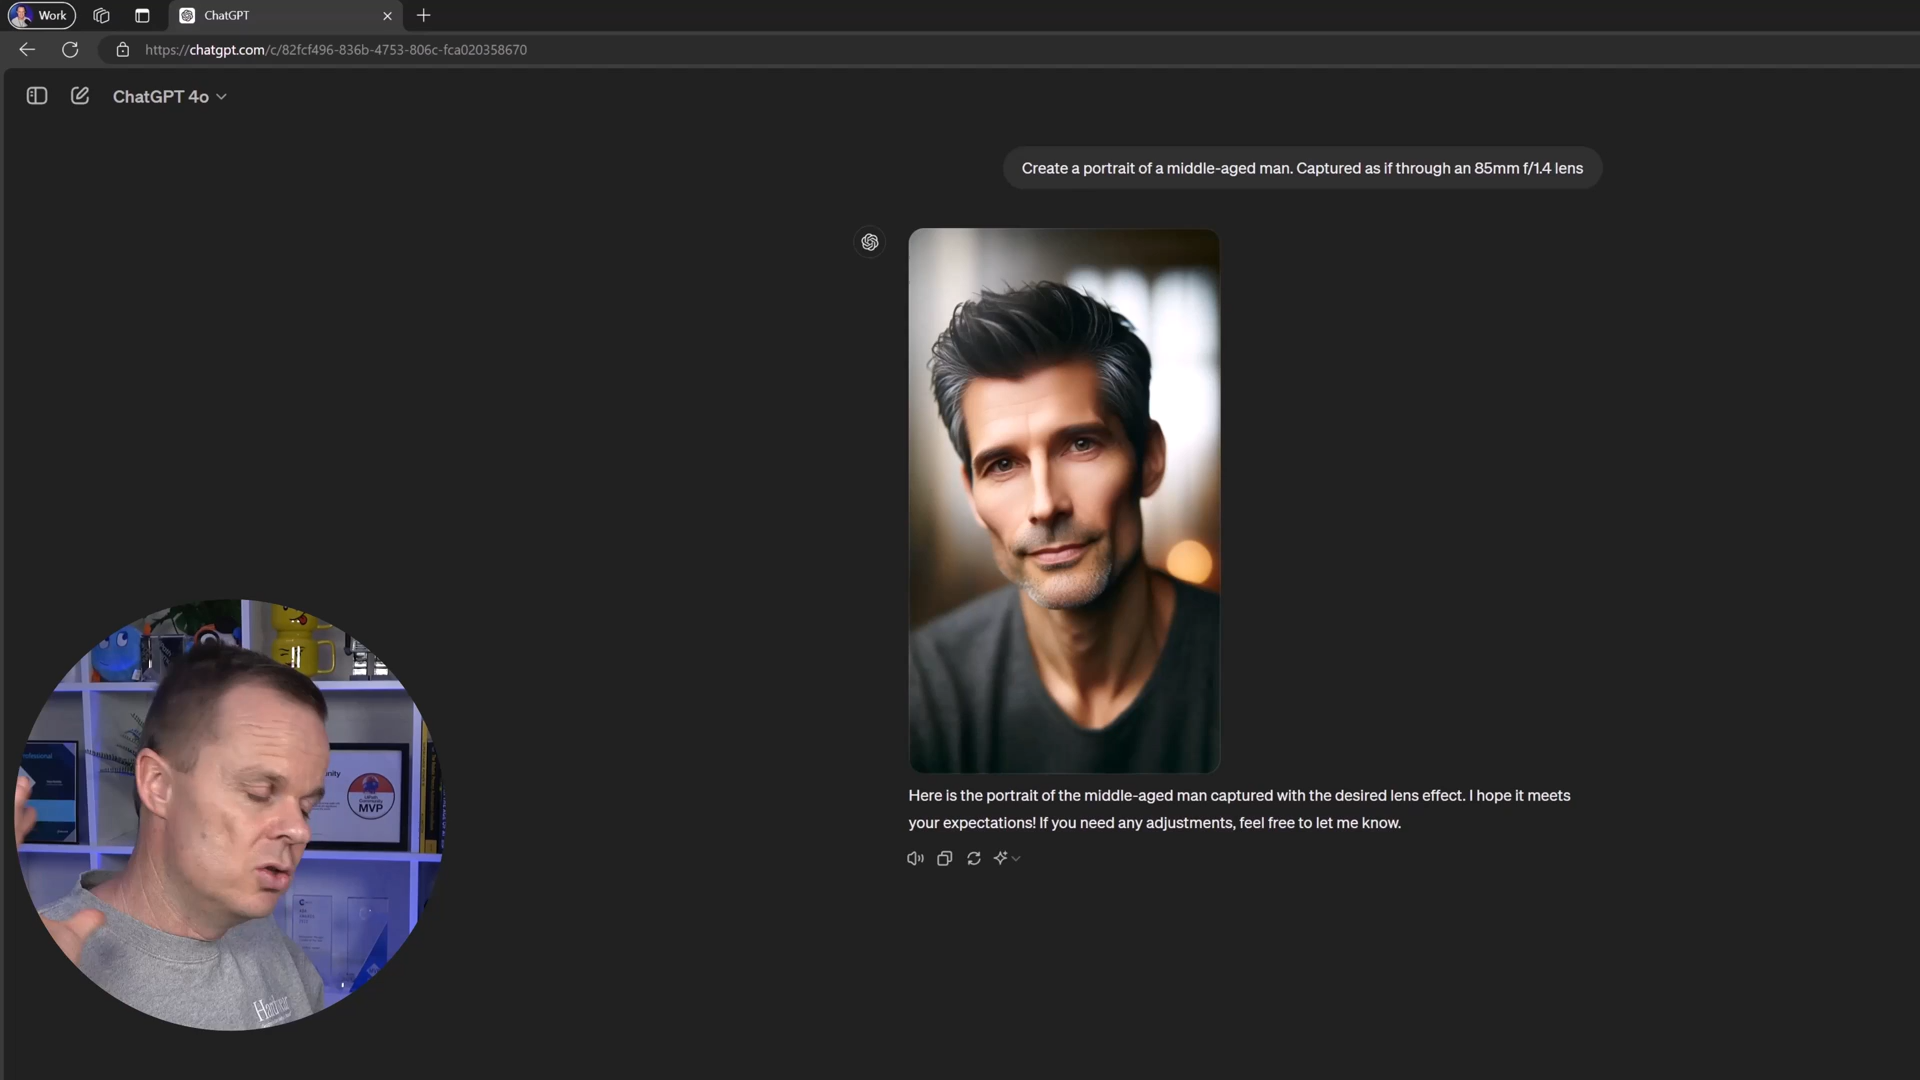 Work
ChatGPT
https://chatgpt.com/c/82fcf496-836b-4753-806c-fca020358670
ChatGPT 4o
Create a portrait of a middle-aged man. Captured as if through an 85mm f/1.4 lens
Here is the portrait of the middle-aged man captured with the desired lens effect. I hope it meets
your expectations! If you need any adjustments, feel free to let me know.
Community
MVP